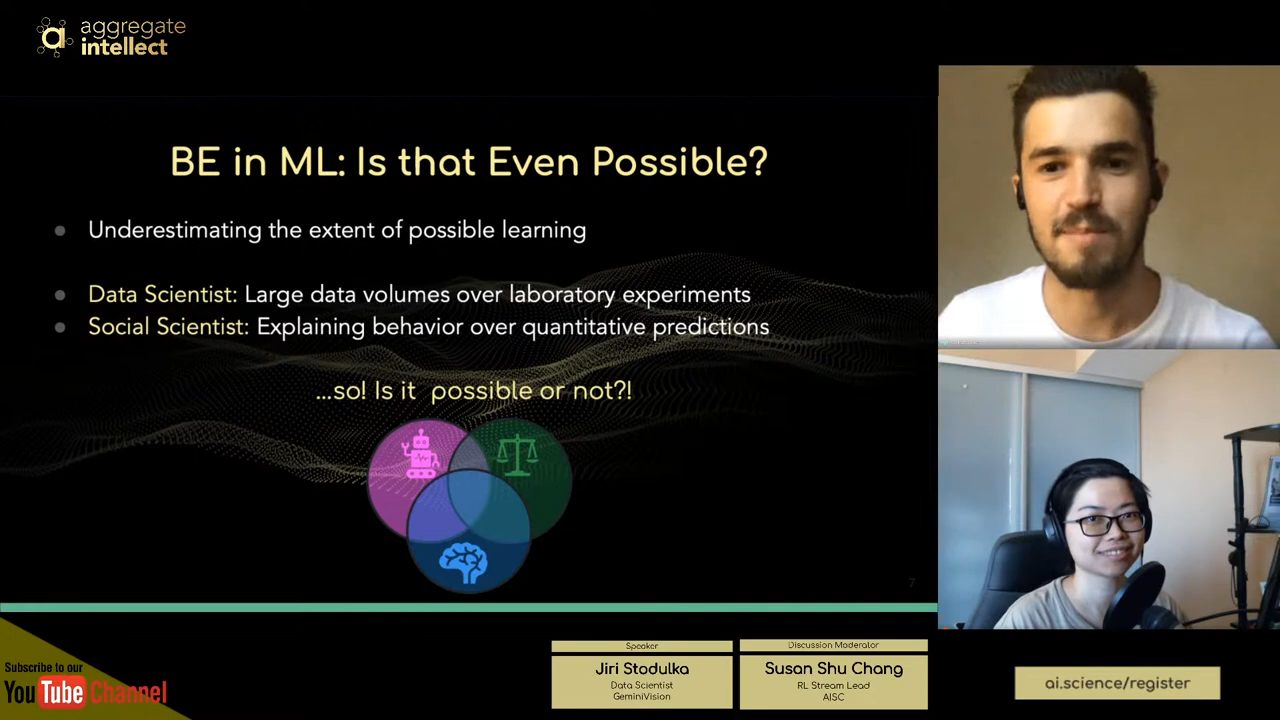 aggregate
intellect
BE in ML: Is that Even Possible?
Underestimating the extent of possible learning
Data Scientist: Large data volumes over laboratory experiments
Social Scientist: Explaining behavior over quantitative predictions
...so! Is it possible or not?!
7
Subscribe to our
YouTube Channel
Speaker
Jiri Stodulka
Data Scientist
GeminiVision
Discussion Moderator
Susan Shu Chang
RL Stream Lead
AISC
ai.science/register